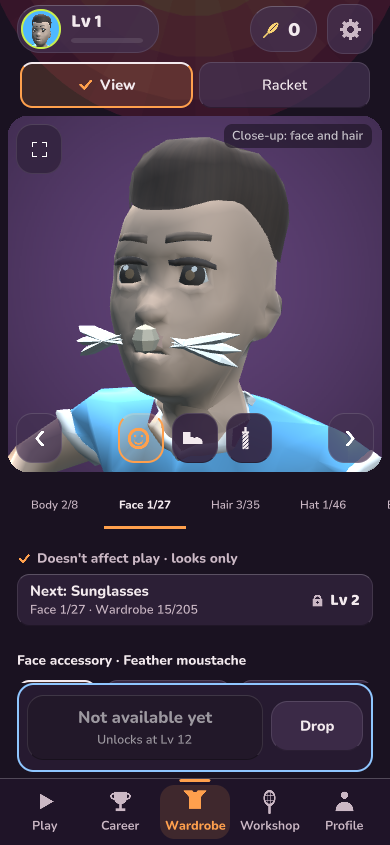 Lv 1
0
View
Racket
Close-up: face and hair
Body 2/8
Face 1/27
Hair 3/35
Hat 1/46
Doesn't affect play · looks only
Next: Sunglasses
Face 1/27 · Wardrobe 15/205
Lv 2
Face accessory · Feather moustache
Not available yet
Unlocks at Lv 12
Drop
Play
Career
Wardrobe
Workshop
Profile